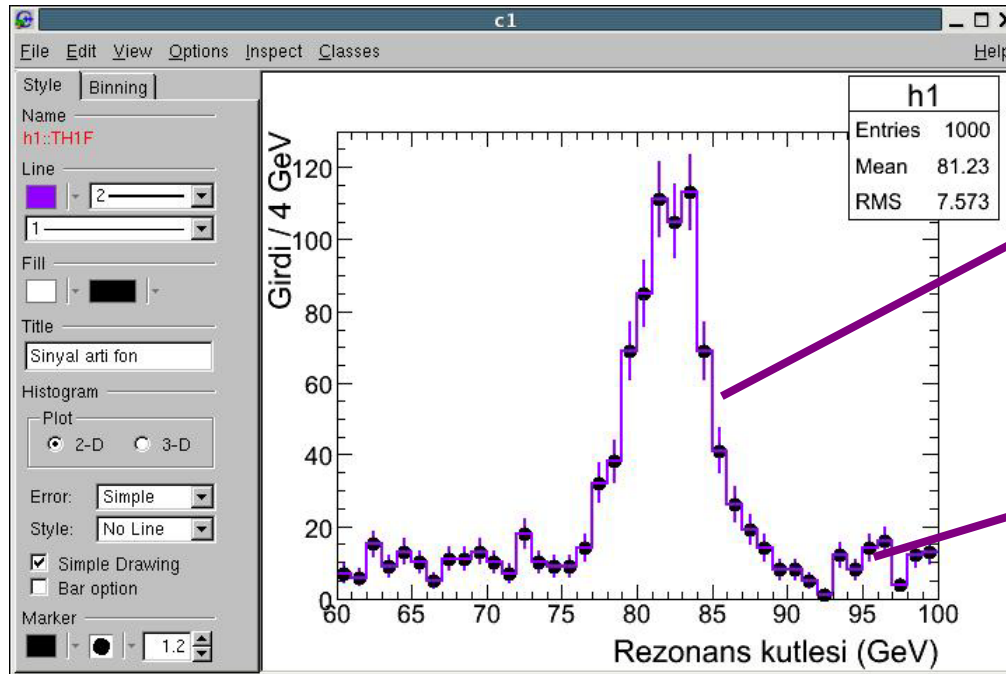 c1
File Edit View Options Inspect Classes Help
Style Binning
Name
h1::TH1F
Line
2
1
Fill
Title
Sinyal arti fon
Histogram
Plot
2-D 3-D
Error: Simple
Style: No Line
Simple Drawing
Bar option
Marker
1.2
h1
Entries 1000
Mean 81.23
RMS 7.573
Girdi / 4 GeV
120
100
80
60
40
20
0
60 65 70 75 80 85 90 95 100
Rezonans kutlesi (GeV)